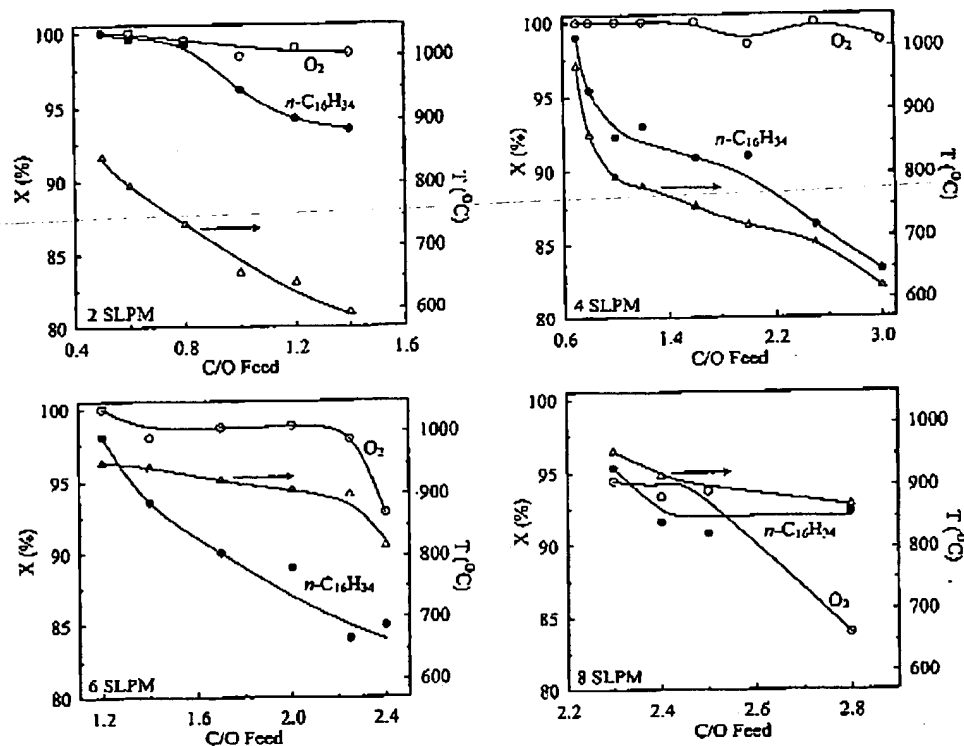 100
95
90
85
80
X (%)
O₂
n-C₁₆H₃₄
2 SLPM
1000
900
800
700
600
T (°C)
0.4 0.8 1.2 1.6
C/O Feed
100
95
90
85
80
X (%)
O₂
n-C₁₆H₃₄
4 SLPM
1000
900
800
700
600
T (°C)
0.6 1.4 2.2 3.0
C/O Feed
100
95
90
85
80
X (%)
O₂
n-C₁₆H₃₄
6 SLPM
1000
900
800
700
600
T (°C)
1.2 1.6 2.0 2.4
C/O Feed
100
95
90
85
80
X (%)
n-C₁₆H₃₄
O₂
8 SLPM
1000
900
800
700
600
T (°C)
2.2 2.4 2.6 2.8
C/O Feed